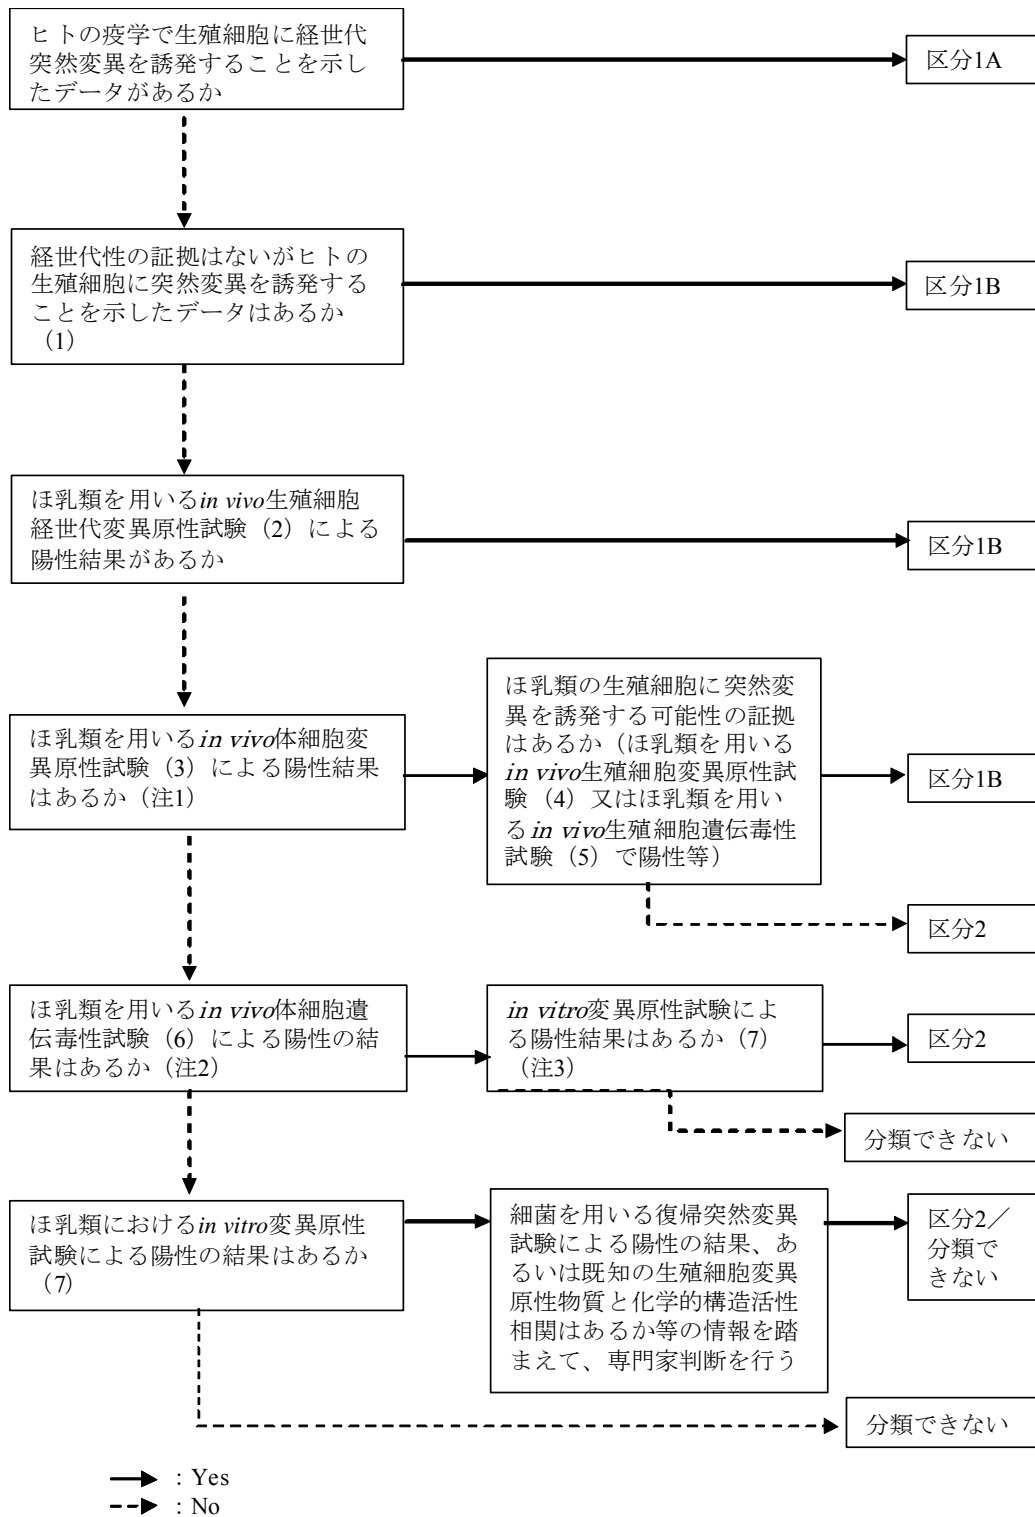 ヒトの疫学で生殖細胞に経世代
突然変異を誘発することを示し
たデータがあるか
区分1A
経世代性の証拠はないがヒトの
生殖細胞に突然変異を誘発する
ことを示したデータはあるか
（1）
区分1B
ほ乳類を用いるin vivo生殖細胞
経世代変異原性試験（2）による
陽性結果があるか
区分1B
ほ乳類を用いるin vivo体細胞変
異原性試験（3）による陽性結果
はあるか（注1）
ほ乳類の生殖細胞に突然変
異を誘発する可能性の証拠
はあるか（ほ乳類を用いる
in vivo生殖細胞変異原性試
験（4）又はほ乳類を用い
るin vivo生殖細胞遺伝毒性
試験（5）で陽性等）
区分1B
区分2
ほ乳類を用いるin vivo体細胞遺
伝毒性試験（6）による陽性の結
果はあるか（注2）
in vitro変異原性試験によ
る陽性結果はあるか（7）
（注3）
区分2
分類できない
ほ乳類におけるin vitro変異原性
試験による陽性の結果はあるか
（7）
細菌を用いる復帰突然変異
試験による陽性の結果、あ
るいは既知の生殖細胞変異
原性物質と化学的構造活性
相関はあるか等の情報を踏
まえて、専門家判断を行う
区分2／
分類で
きない
分類できない
：Yes
：No